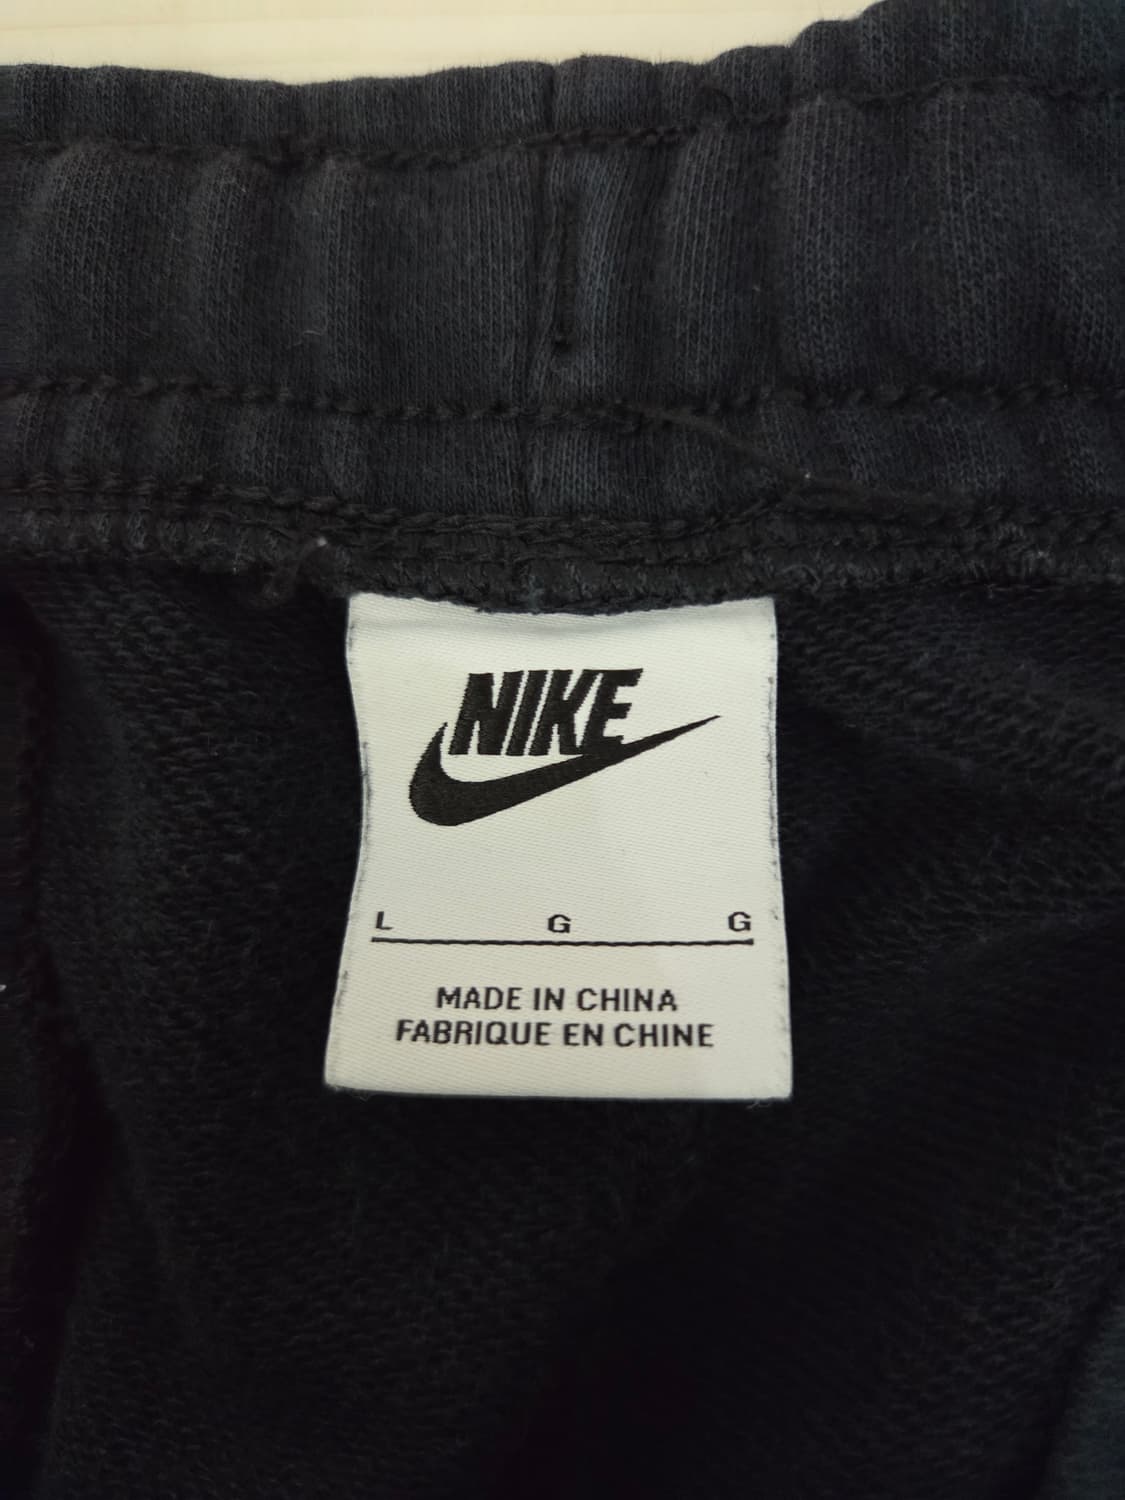 NIKE
L G G
MADE IN CHINA
FABRIQUE EN CHINE